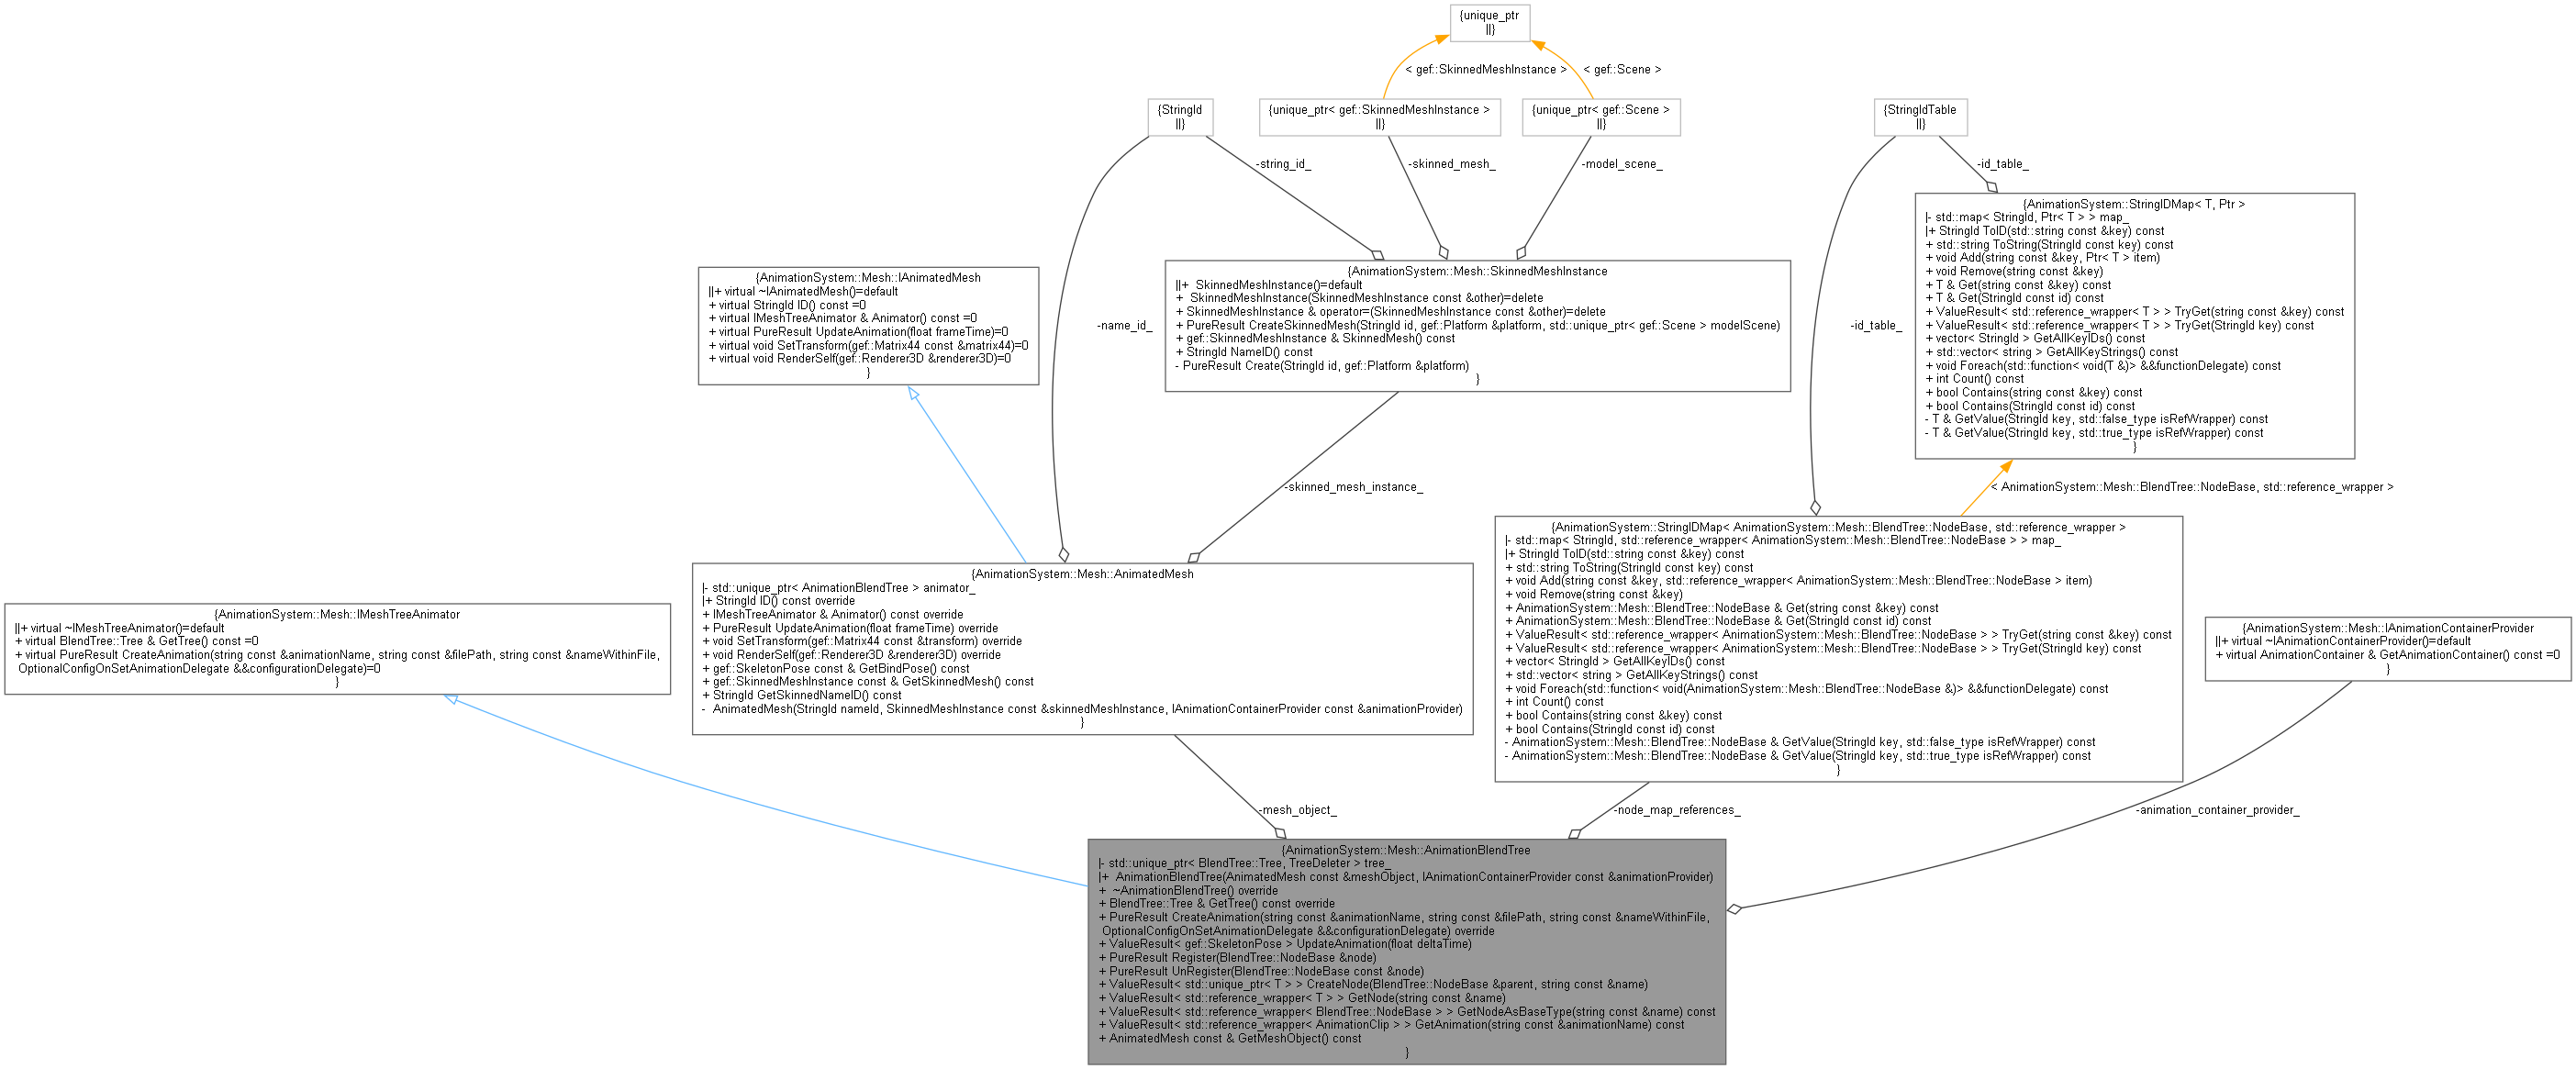 {unique_ptr
||}
< gef::SkinnedMeshInstance >
< gef::Scene >
{StringId
||}
{unique_ptr< gef::SkinnedMeshInstance >
||}
{unique_ptr< gef::Scene >
||}
{StringIdTable
||}
-string_id_
-skinned_mesh_
-model_scene_
-id_table_
{AnimationSystem::StringIDMap< T, Ptr >
|- std::map< StringId, Ptr< T > > map_
|+ StringId ToID(std::string const &key) const
+ std::string ToString(StringId const key) const
+ void Add(string const &key, Ptr< T > item)
+ void Remove(string const &key)
+ T & Get(string const &key) const
+ T & Get(StringId const id) const
+ ValueResult< std::reference_wrapper< T > > TryGet(string const &key) const
+ ValueResult< std::reference_wrapper< T > > TryGet(StringId key) const
+ vector< StringId > GetAllKeyIDs() const
+ std::vector< string > GetAllKeyStrings() const
+ void Foreach(std::function< void(T &)> &&functionDelegate) const
+ int Count() const
+ bool Contains(string const &key) const
+ bool Contains(StringId const id) const
- T & GetValue(StringId key, std::false_type isRefWrapper) const
- T & GetValue(StringId key, std::true_type isRefWrapper) const
}
{AnimationSystem::Mesh::IAnimatedMesh
||+ virtual ~IAnimatedMesh()=default
+ virtual StringId ID() const =0
+ virtual IMeshTreeAnimator & Animator() const =0
+ virtual PureResult UpdateAnimation(float frameTime)=0
+ virtual void SetTransform(gef::Matrix44 const &matrix44)=0
+ virtual void RenderSelf(gef::Renderer3D &renderer3D)=0
}
-name_id_
{AnimationSystem::Mesh::SkinnedMeshInstance
||+  SkinnedMeshInstance()=default
+  SkinnedMeshInstance(SkinnedMeshInstance const &other)=delete
+ SkinnedMeshInstance & operator=(SkinnedMeshInstance const &other)=delete
+ PureResult CreateSkinnedMesh(StringId id, gef::Platform &platform, std::unique_ptr< gef::Scene > modelScene)
+ gef::SkinnedMeshInstance & SkinnedMesh() const
+ StringId NameID() const
- PureResult Create(StringId id, gef::Platform &platform)
}
-id_table_
-skinned_mesh_instance_
< AnimationSystem::Mesh::BlendTree::NodeBase, std::reference_wrapper >
{AnimationSystem::Mesh::IMeshTreeAnimator
||+ virtual ~IMeshTreeAnimator()=default
+ virtual BlendTree::Tree & GetTree() const =0
+ virtual PureResult CreateAnimation(string const &animationName, string const &filePath, string const &nameWithinFile,
OptionalConfigOnSetAnimationDelegate &&configurationDelegate)=0
}
{AnimationSystem::Mesh::AnimatedMesh
|- std::unique_ptr< AnimationBlendTree > animator_
|+ StringId ID() const override
+ IMeshTreeAnimator & Animator() const override
+ PureResult UpdateAnimation(float frameTime) override
+ void SetTransform(gef::Matrix44 const &transform) override
+ void RenderSelf(gef::Renderer3D &renderer3D) override
+ gef::SkeletonPose const & GetBindPose() const
+ gef::SkinnedMeshInstance const & GetSkinnedMesh() const
+ StringId GetSkinnedNameID() const
-  AnimatedMesh(StringId nameId, SkinnedMeshInstance const &skinnedMeshInstance, IAnimationContainerProvider const &animationProvider)
}
{AnimationSystem::StringIDMap< AnimationSystem::Mesh::BlendTree::NodeBase, std::reference_wrapper >
|- std::map< StringId, std::reference_wrapper< AnimationSystem::Mesh::BlendTree::NodeBase > > map_
|+ StringId ToID(std::string const &key) const
+ std::string ToString(StringId const key) const
+ void Add(string const &key, std::reference_wrapper< AnimationSystem::Mesh::BlendTree::NodeBase > item)
+ void Remove(string const &key)
+ AnimationSystem::Mesh::BlendTree::NodeBase & Get(string const &key) const
+ AnimationSystem::Mesh::BlendTree::NodeBase & Get(StringId const id) const
+ ValueResult< std::reference_wrapper< AnimationSystem::Mesh::BlendTree::NodeBase > > TryGet(string const &key) const
+ ValueResult< std::reference_wrapper< AnimationSystem::Mesh::BlendTree::NodeBase > > TryGet(StringId key) const
+ vector< StringId > GetAllKeyIDs() const
+ std::vector< string > GetAllKeyStrings() const
+ void Foreach(std::function< void(AnimationSystem::Mesh::BlendTree::NodeBase &)> &&functionDelegate) const
+ int Count() const
+ bool Contains(string const &key) const
+ bool Contains(StringId const id) const
- AnimationSystem::Mesh::BlendTree::NodeBase & GetValue(StringId key, std::false_type isRefWrapper) const
- AnimationSystem::Mesh::BlendTree::NodeBase & GetValue(StringId key, std::true_type isRefWrapper) const
}
{AnimationSystem::Mesh::IAnimationContainerProvider
||+ virtual ~IAnimationContainerProvider()=default
+ virtual AnimationContainer & GetAnimationContainer() const =0
}
-mesh_object_
-node_map_references_
-animation_container_provider_
{AnimationSystem::Mesh::AnimationBlendTree
|- std::unique_ptr< BlendTree::Tree, TreeDeleter > tree_
|+  AnimationBlendTree(AnimatedMesh const &meshObject, IAnimationContainerProvider const &animationProvider)
+  ~AnimationBlendTree() override
+ BlendTree::Tree & GetTree() const override
+ PureResult CreateAnimation(string const &animationName, string const &filePath, string const &nameWithinFile,
OptionalConfigOnSetAnimationDelegate &&configurationDelegate) override
+ ValueResult< gef::SkeletonPose > UpdateAnimation(float deltaTime)
+ PureResult Register(BlendTree::NodeBase &node)
+ PureResult UnRegister(BlendTree::NodeBase const &node)
+ ValueResult< std::unique_ptr< T > > CreateNode(BlendTree::NodeBase &parent, string const &name)
+ ValueResult< std::reference_wrapper< T > > GetNode(string const &name)
+ ValueResult< std::reference_wrapper< BlendTree::NodeBase > > GetNodeAsBaseType(string const &name) const
+ ValueResult< std::reference_wrapper< AnimationClip > > GetAnimation(string const &animationName) const
+ AnimatedMesh const & GetMeshObject() const
}